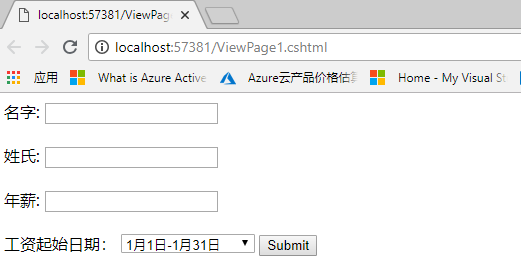 localhost:57381/ViewPage
localhost:57381/ViewPage1.cshtml
应用 What is Azure Active Azure云产品价格估 Home - My Visual St
名字:
姓氏:
年薪:
工资起始日期： 1月1日-1月31日 Submit